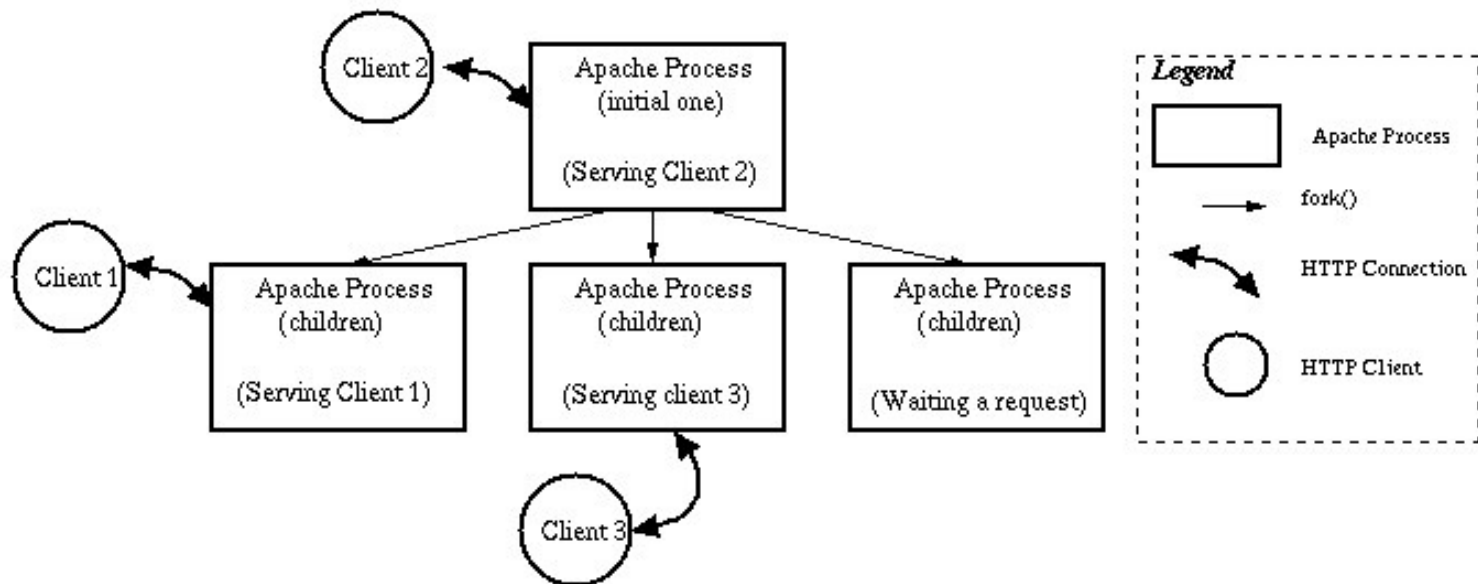 Client 2
Apache Process
(initial one)
(Serving Client 2)
Client 1
Apache Process
(children)
(Serving Client 1)
Apache Process
(children)
(Serving client 3)
Apache Process
(children)
(Waiting a request)
Client 3
Legend
Apache Process
fork()
HTTP Connection
HTTP Client